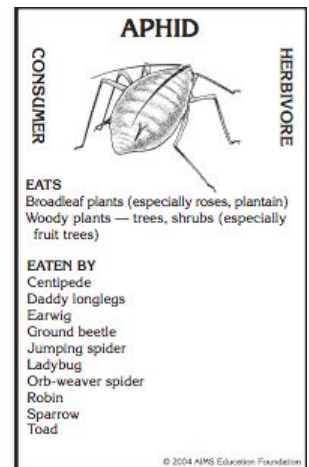 APHID
CONSUMER
HERBIVORE
EATS
Broadleaf plants (especially roses, plantain)
Woody plants — trees, shrubs (especially
fruit trees)
EATEN BY
Centipede
Daddy longlegs
Earwig
Ground beetle
Jumping spider
Ladybug
Orb-weaver spider
Robin
Sparrow
Toad
© 2004 AIMS Education Foundation